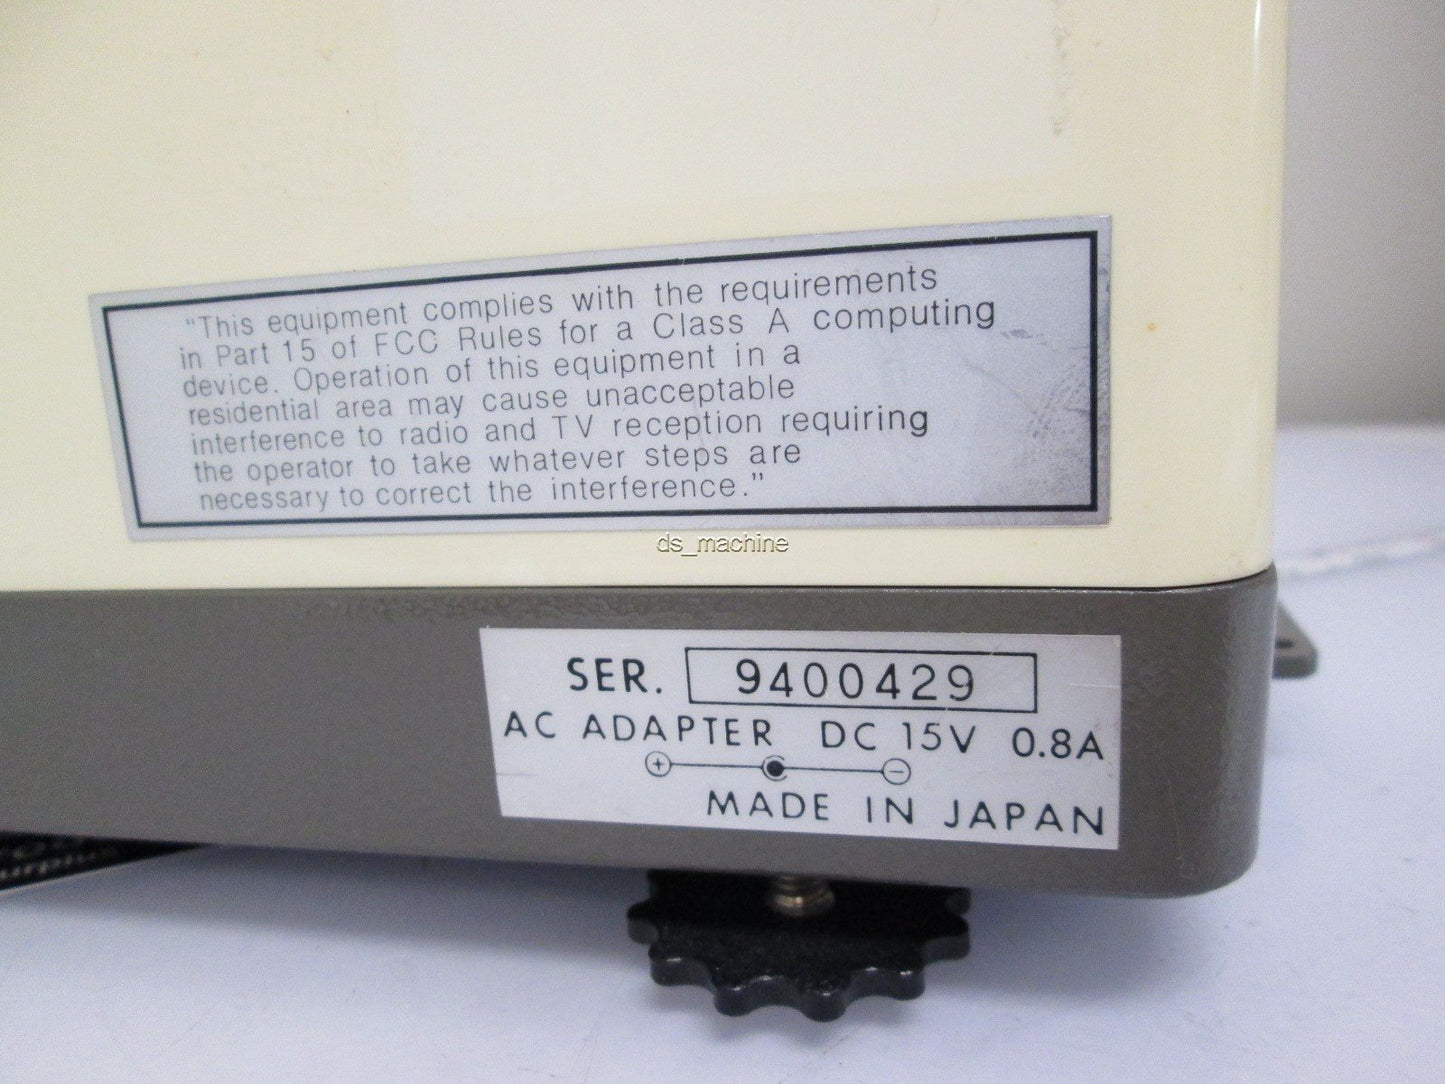 "This equipment complies with the requirements
in Part 15 of FCC Rules for a Class A computing
device. Operation of this equipment in a
residential area may cause unacceptable
interference to radio and TV reception requiring
the operator to take whatever steps are
necessary to correct the interference."
ds_machine
SER. 9400429
AC ADAPTER DC 15V 0.8A
MADE IN JAPAN